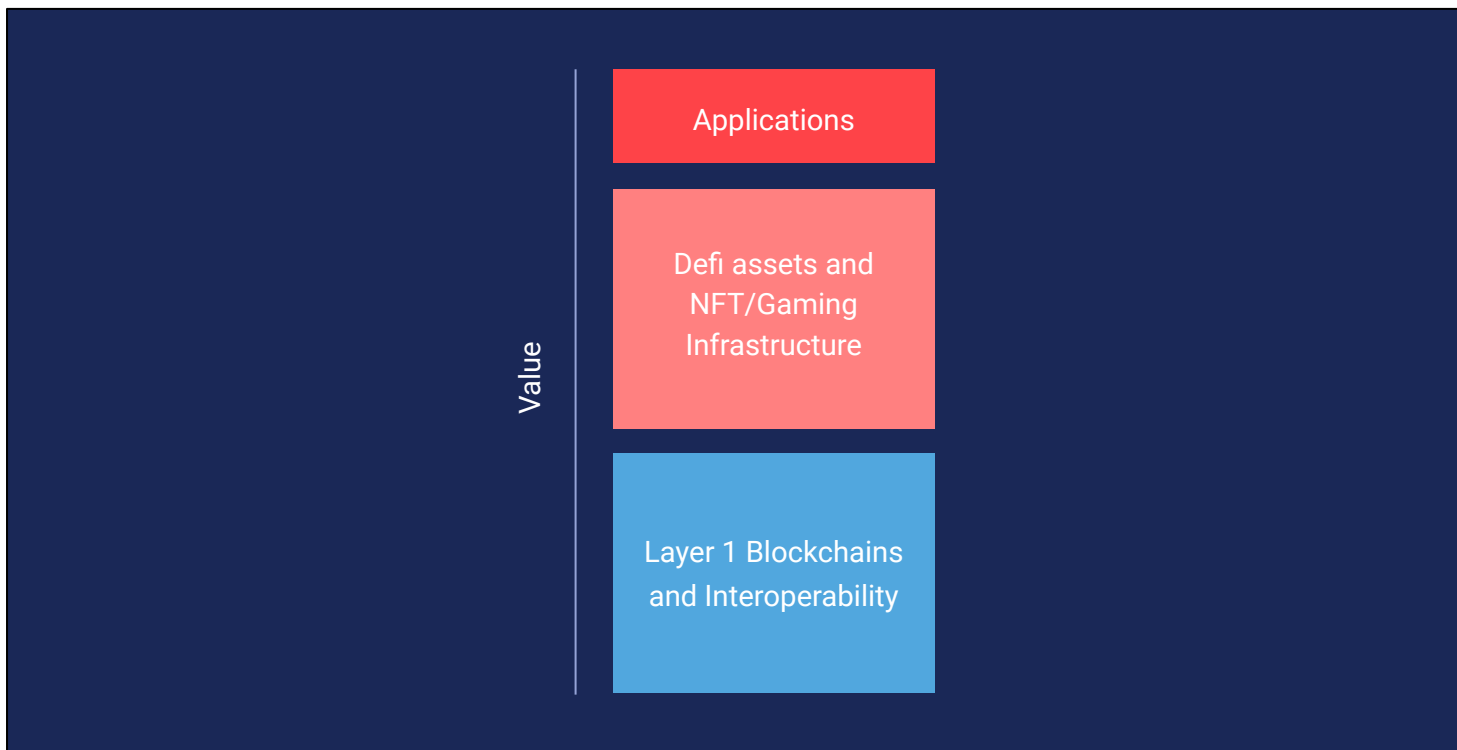 Applications
Defi assets and
NFT/Gaming
Infrastructure
Value
Layer 1 Blockchains
and Interoperability